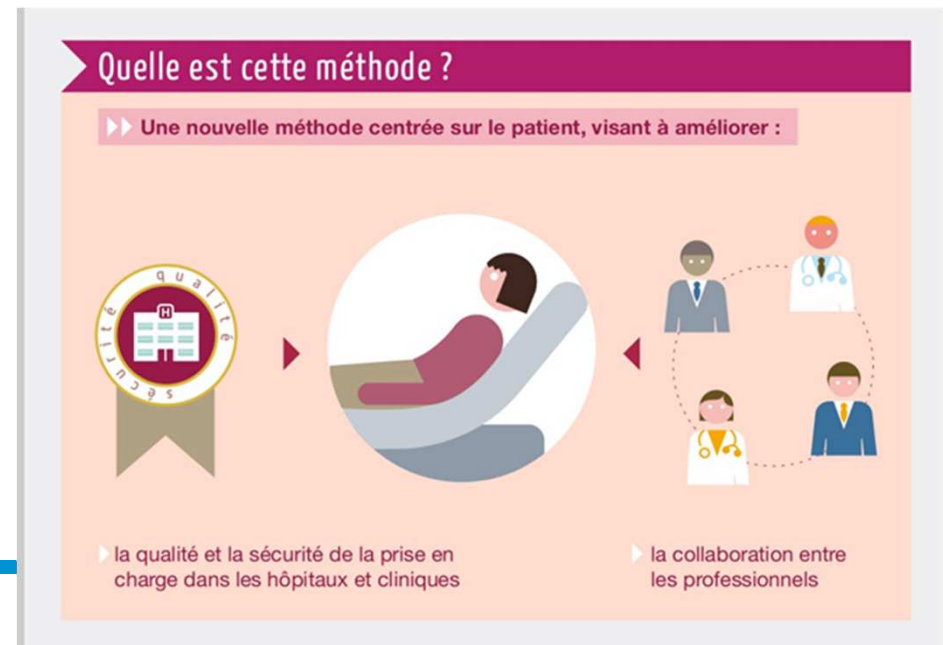 Quelle est cette méthode ?
Une nouvelle méthode centrée sur le patient, visant à améliorer :
qualité
sécurité
H
la qualité et la sécurité de la prise en
charge dans les hôpitaux et cliniques
la collaboration entre
les professionnels